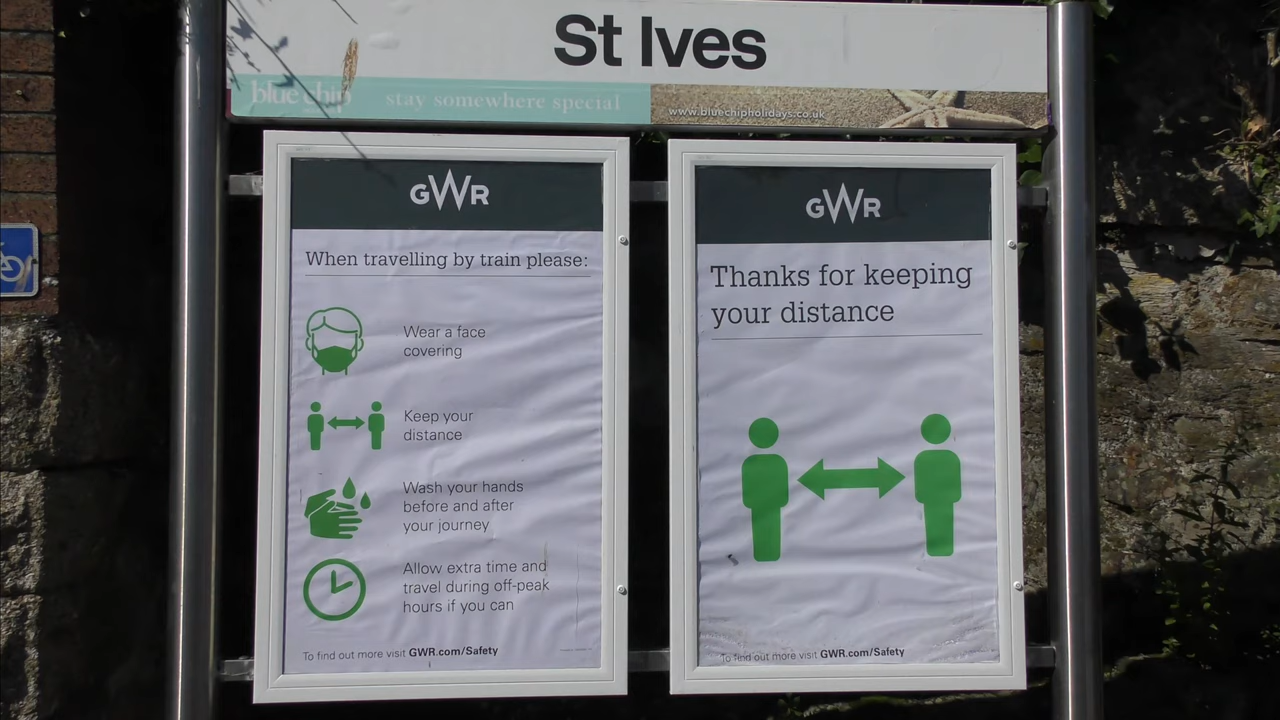 St Ives
blue chip stay somewhere special
www.bluechipholidays.co.uk
GWR
When travelling by train please:
Wear a face
covering
Keep your
distance
Wash your hands
before and after
your journey
Allow extra time and
travel during off-peak
hours if you can
To find out more visit GWR.com/Safety
GWR
Thanks for keeping
your distance
To find out more visit GWR.com/Safety